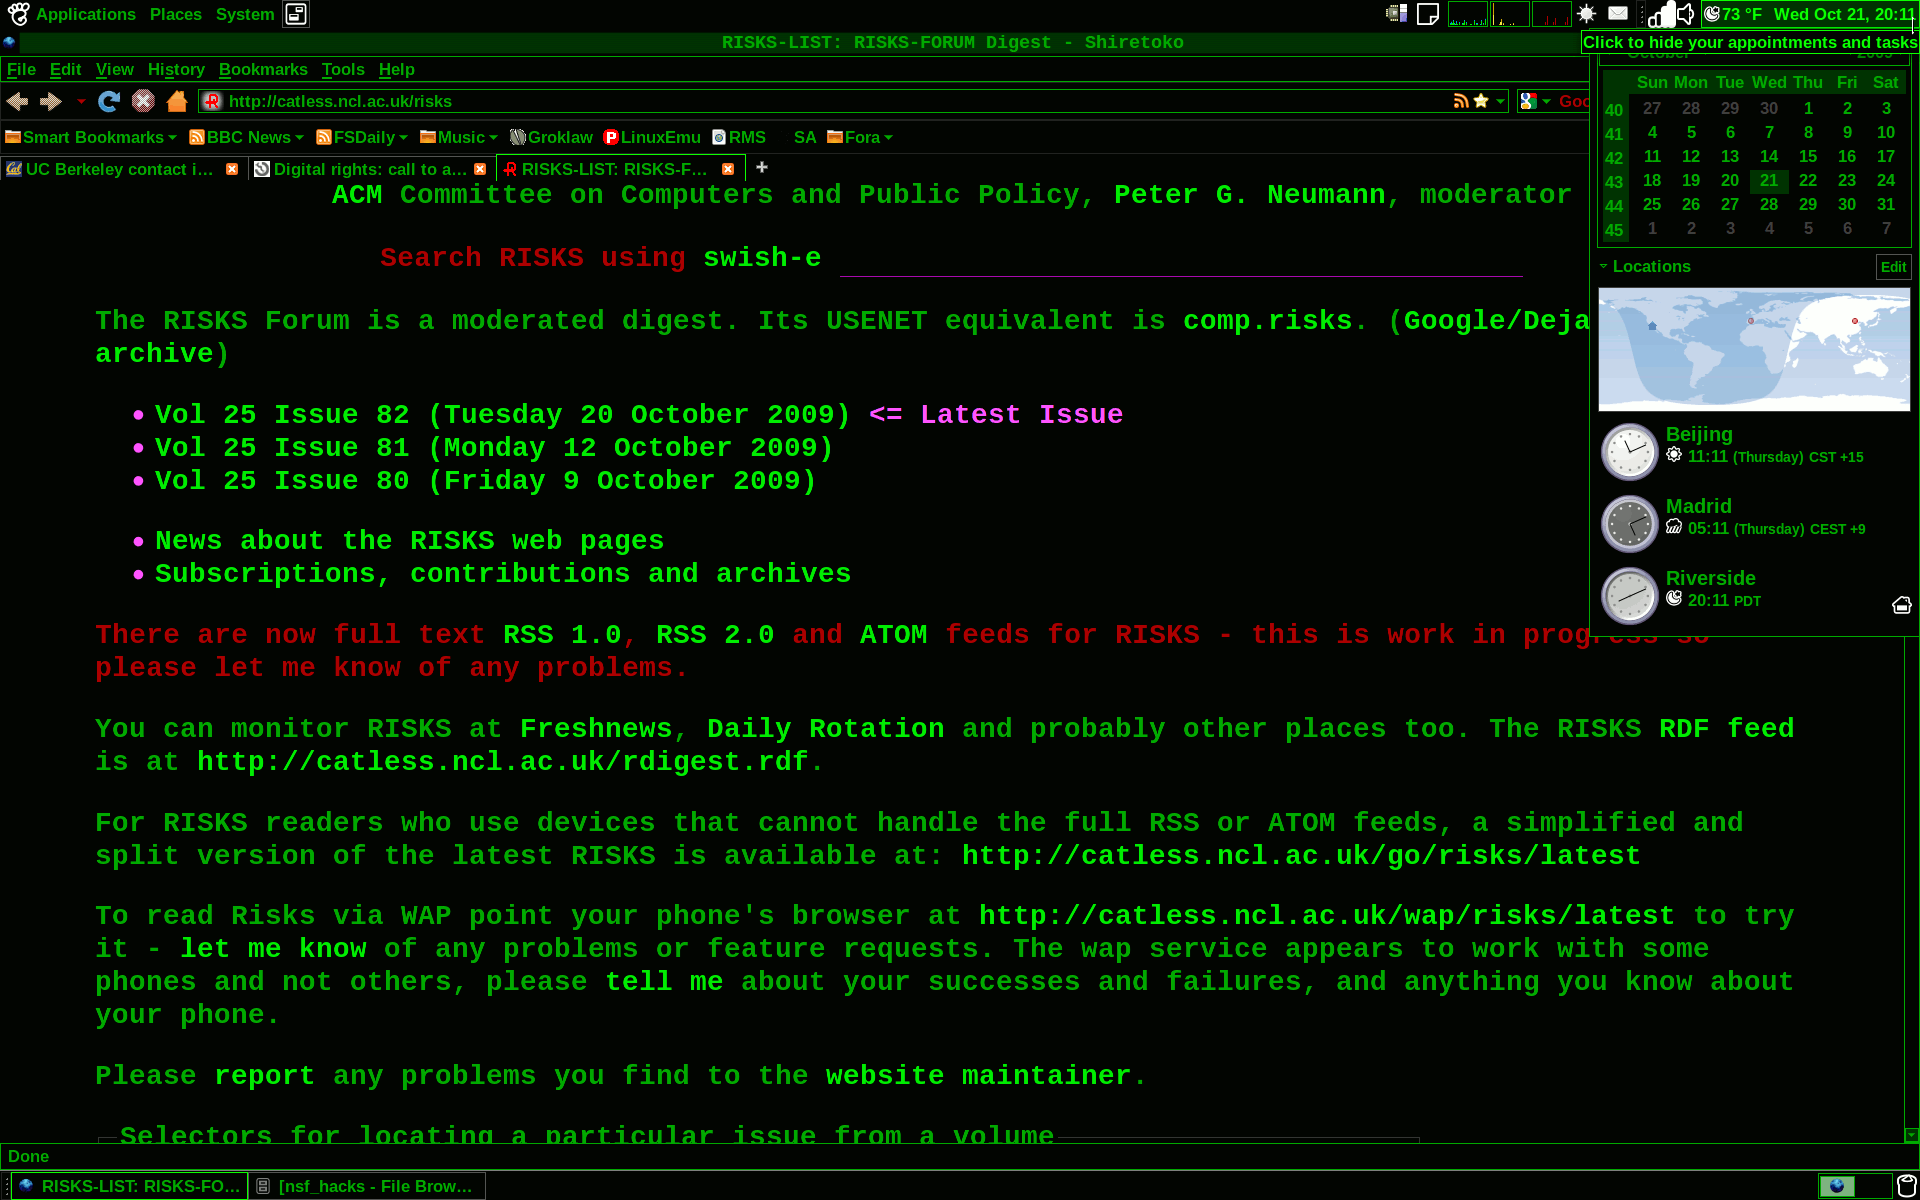 Applications Places System
73 °F Wed Oct 21, 20:11
RISKS-LIST: RISKS-FORUM Digest - Shiretoko
Click to hide your appointments and tasks
File Edit View History Bookmarks Tools Help
http://catless.ncl.ac.uk/risks
Goo
Smart Bookmarks BBC News FSDaily Music Groklaw LinuxEmu RMS SA Fora
UC Berkeley contact i... Digital rights: call to a... RISKS-LIST: RISKS-F...
ACM Committee on Computers and Public Policy, Peter G. Neumann, moderator
Search RISKS using swish-e
The RISKS Forum is a moderated digest. Its USENET equivalent is comp.risks. (Google/Deja
archive)
• Vol 25 Issue 82 (Tuesday 20 October 2009) <= Latest Issue
• Vol 25 Issue 81 (Monday 12 October 2009)
• Vol 25 Issue 80 (Friday 9 October 2009)
• News about the RISKS web pages
• Subscriptions, contributions and archives
There are now full text RSS 1.0, RSS 2.0 and ATOM feeds for RISKS - this is work in progress so
please let me know of any problems.
You can monitor RISKS at Freshnews, Daily Rotation and probably other places too. The RISKS RDF feed
is at http://catless.ncl.ac.uk/rdigest.rdf.
For RISKS readers who use devices that cannot handle the full RSS or ATOM feeds, a simplified and
split version of the latest RISKS is available at: http://catless.ncl.ac.uk/go/risks/latest
To read Risks via WAP point your phone's browser at http://catless.ncl.ac.uk/wap/risks/latest to try
it - let me know of any problems or feature requests. The wap service appears to work with some
phones and not others, please tell me about your successes and failures, and anything you know about
your phone.
Please report any problems you find to the website maintainer.
Selectors for locating a particular issue from a volume
October 2009
Sun Mon Tue Wed Thu Fri Sat
40 27 28 29 30 1 2 3
41 4 5 6 7 8 9 10
42 11 12 13 14 15 16 17
43 18 19 20 21 22 23 24
44 25 26 27 28 29 30 31
45 1 2 3 4 5 6 7
Locations Edit
Beijing
11:11 (Thursday) CST +15
Madrid
05:11 (Thursday) CEST +9
Riverside
20:11 PDT
Done
RISKS-LIST: RISKS-FO... [nsf_hacks - File Brow...